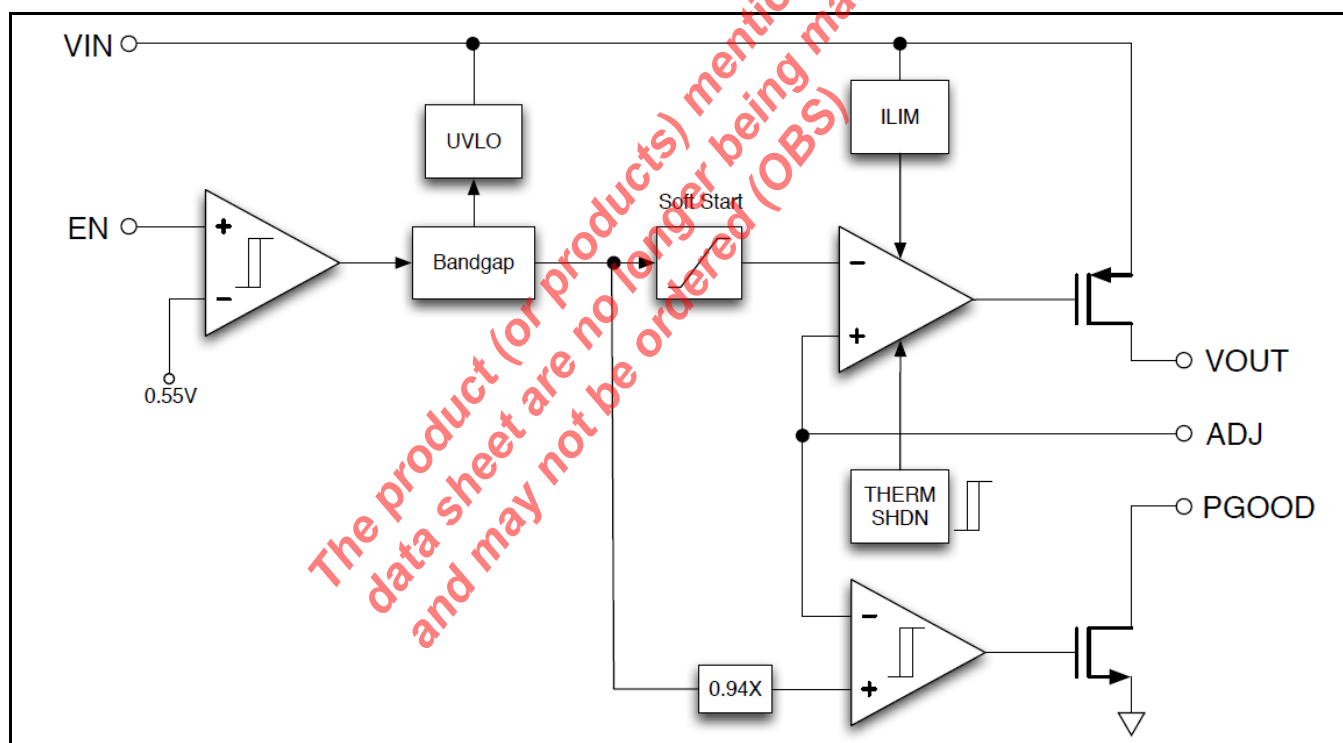 VIN
UVLO
ILIM
Soft Start
EN
+
−
0.55V
Bandgap
−
+
VOUT
ADJ
THERM
SHDN
PGOOD
−
+
0.94X
The product (or products) mentio
data sheet are no longer being ma
and may not be ordered (OBS)